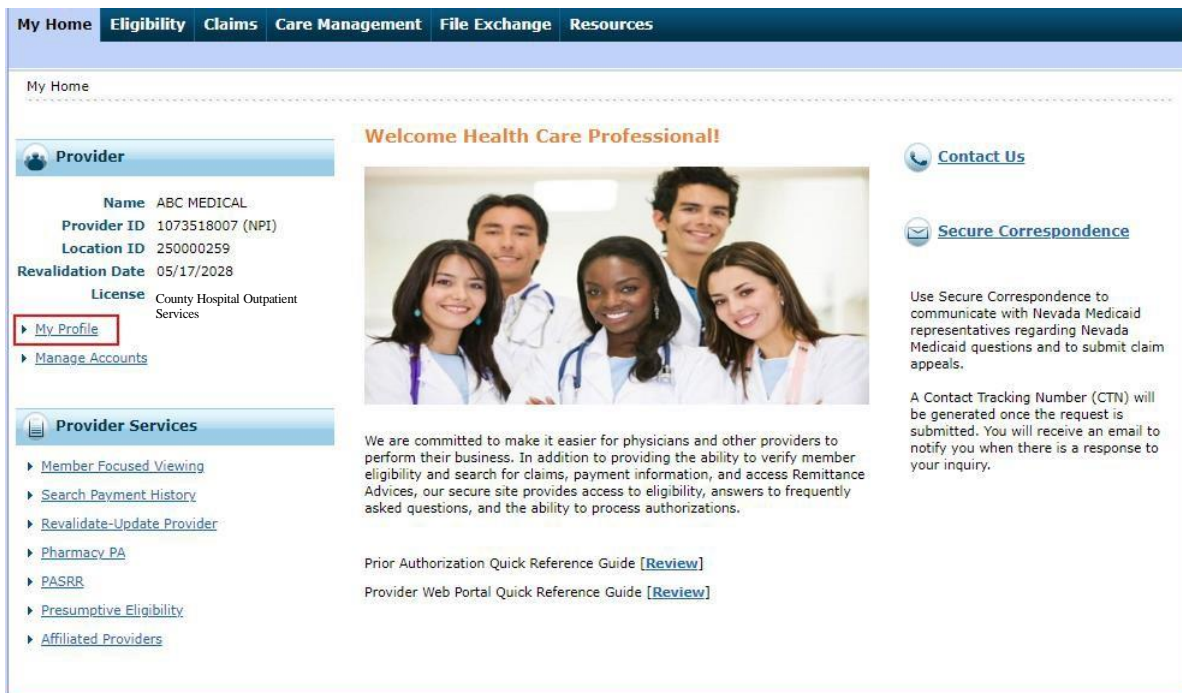 My Home Eligibility Claims Care Management File Exchange Resources
My Home
Provider
Name ABC MEDICAL
Provider ID 1073518007 (NPI)
Location ID 250000259
Revalidation Date 05/17/2028
License County Hospital Outpatient
Services
My Profile
Manage Accounts
Provider Services
Member Focused Viewing
Search Payment History
Revalidate-Update Provider
Pharmacy PA
PASRR
Presumptive Eligibility
Affiliated Providers
Welcome Health Care Professional!
We are committed to make it easier for physicians and other providers to
perform their business. In addition to providing the ability to verify member
eligibility and search for claims, payment information, and access Remittance
Advices, our secure site provides access to eligibility, answers to frequently
asked questions, and the ability to process authorizations.
Prior Authorization Quick Reference Guide [Review]
Provider Web Portal Quick Reference Guide [Review]
Contact Us
Secure Correspondence
Use Secure Correspondence to
communicate with Nevada Medicaid
representatives regarding Nevada
Medicaid questions and to submit claim
appeals.
A Contact Tracking Number (CTN) will
be generated once the request is
submitted. You will receive an email to
notify you when there is a response to
your inquiry.